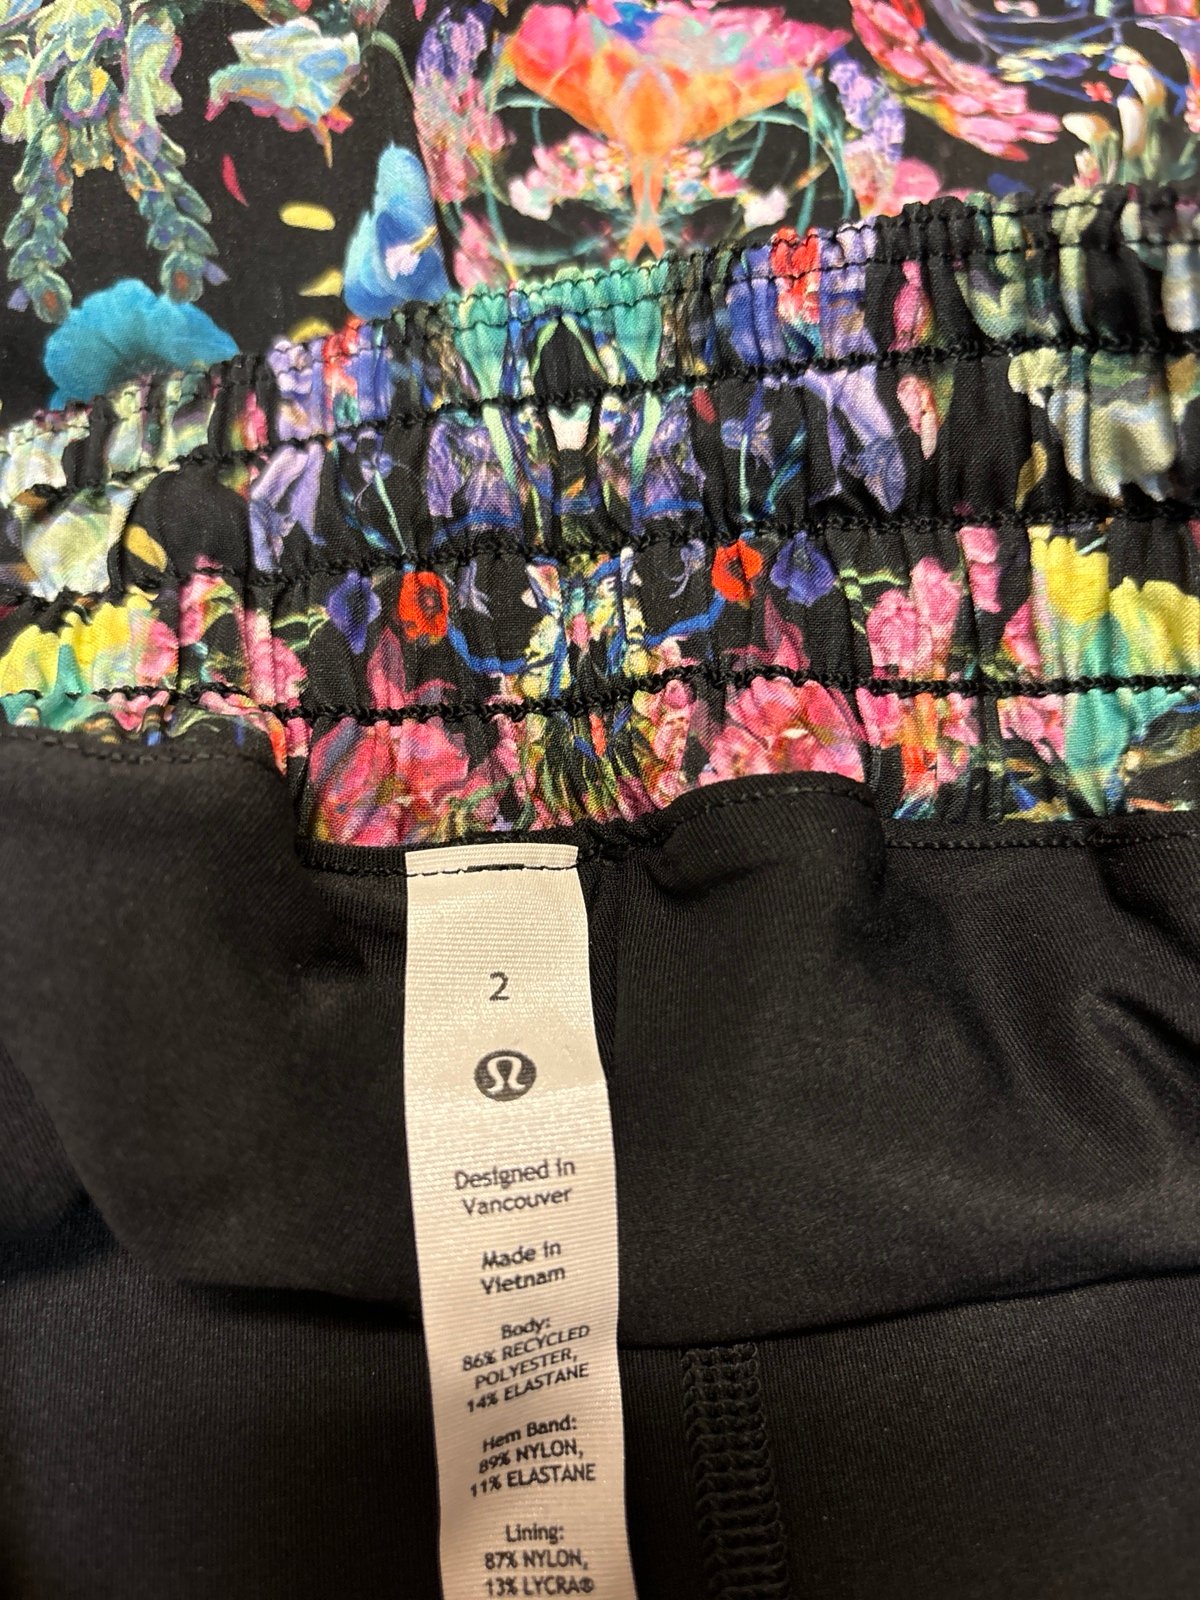 2
Designed in
Vancouver
Made in
Vietnam
Body:
86% RECYCLED
POLYESTER,
14% ELASTANE
Hem Band:
89% NYLON,
11% ELASTANE
Lining:
87% NYLON,
13% LYCRA®